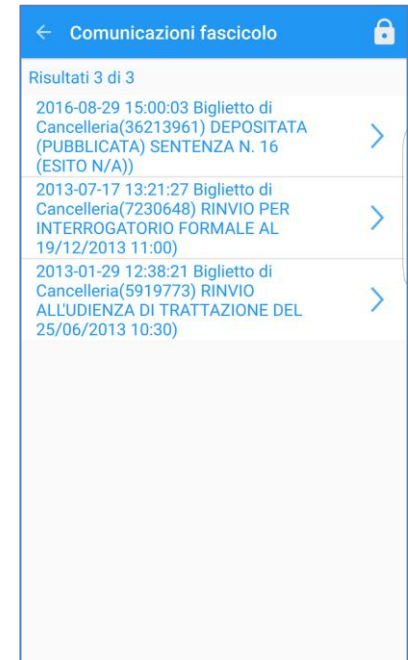 Comunicazioni fascicolo
Risultati 3 di 3
2016-08-29 15:00:03 Biglietto di
Cancelleria(36213961) DEPOSITATA
(PUBBLICATA) SENTENZA N. 16
(ESITO N/A))
2013-07-17 13:21:27 Biglietto di
Cancelleria(7230648) RINVIO PER
INTERROGATORIO FORMALE AL
19/12/2013 11:00)
2013-01-29 12:38:21 Biglietto di
Cancelleria(5919773) RINVIO
ALL'UDIENZA DI TRATTAZIONE DEL
25/06/2013 10:30)